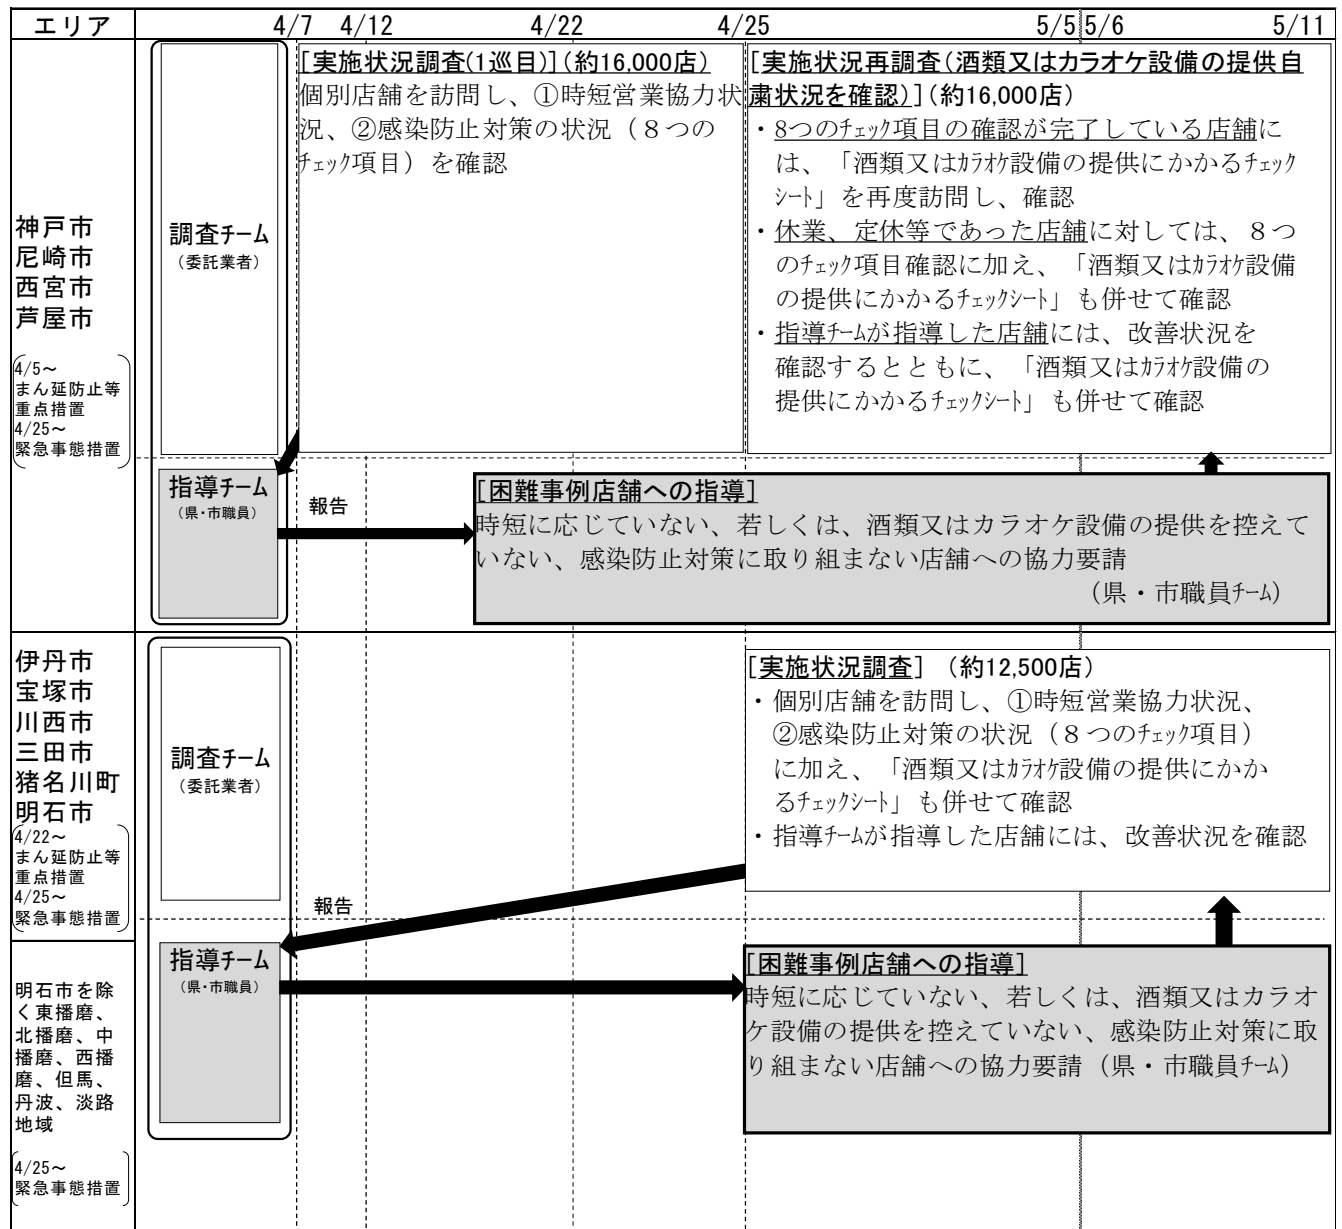 エリア
4/7 4/12 4/22 4/25 5/5 5/6 5/11
神戸市
尼崎市
西宮市
芦屋市
4/5～
まん延防止等
重点措置
4/25～
緊急事態措置
調査チーム
（委託業者）
[実施状況調査(1巡目)](約16,000店)
個別店舗を訪問し、①時短営業協力状
況、②感染防止対策の状況（８つの
ﾁｪｯｸ項目）を確認
[実施状況再調査(酒類又はカラオケ設備の提供自
粛状況を確認)](約16,000店)
・8つのﾁｪｯｸ項目の確認が完了している店舗に
は、「酒類又はｶﾗｵｹ設備の提供にかかるﾁｪｯｸ
ｼｰﾄ」を再度訪問し、確認
・休業、定休等であった店舗に対しては、８つ
のﾁｪｯｸ項目確認に加え、「酒類又はｶﾗｵｹ設備
の提供にかかるﾁｪｯｸｼｰﾄ」も併せて確認
・指導ﾁｰﾑが指導した店舗には、改善状況を
確認するとともに、「酒類又はｶﾗｵｹ設備の
提供にかかるﾁｪｯｸｼｰﾄ」も併せて確認
指導チーム
（県・市職員）
報告
[困難事例店舗への指導]
時短に応じていない、若しくは、酒類又はカラオケ設備の提供を控えて
いない、感染防止対策に取り組まない店舗への協力要請
（県・市職員ﾁｰﾑ）
伊丹市
宝塚市
川西市
三田市
猪名川町
明石市
4/22～
まん延防止等
重点措置
4/25～
緊急事態措置
調査チーム
（委託業者）
[実施状況調査] (約12,500店)
・個別店舗を訪問し、①時短営業協力状況、
②感染防止対策の状況（８つのﾁｪｯｸ項目）
に加え、「酒類又はｶﾗｵｹ設備の提供にかか
るﾁｪｯｸｼｰﾄ」も併せて確認
・指導ﾁｰﾑが指導した店舗には、改善状況を確認
報告
明石市を除
く東播磨、
北播磨、中
播磨、西播
磨、但馬、
丹波、淡路
地域
4/25～
緊急事態措置
指導チーム
（県・市職員）
[困難事例店舗への指導]
時短に応じていない、若しくは、酒類又はカラオ
ケ設備の提供を控えていない、感染防止対策に取
り組まない店舗への協力要請（県・市職員ﾁｰﾑ）